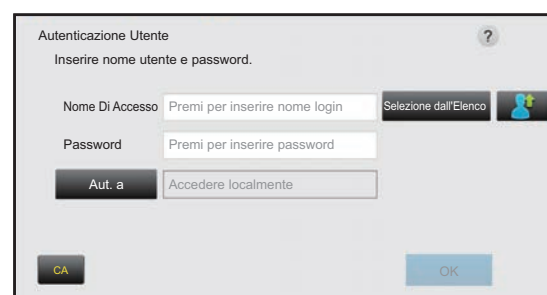 Autenticazione Utente ?
Inserire nome utente e password.
Nome Di Accesso Premi per inserire nome login Selezione dall'Elenco
Password Premi per inserire password
Aut. a Accedere localmente
CA OK